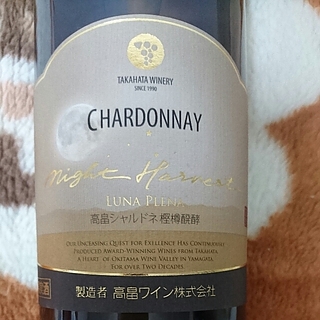 TAKAHATA WINERY
SINCE 1990
CHARDONNAY
Night Harvest
LUNA PLENA
高畠シャルドネ樫樽醗酵
OUR UNCEASING QUEST FOR EXCELLENCE HAS CONTINUOUSLY
PRODUCED AWARD-WINNING WINES FROM TAKAHATA
A HEART OF OKITAMA WINE VALLEY IN YAMAGATA
FOR OVER TWO DECADES
酒
製造者 高畠ワイン株式会社